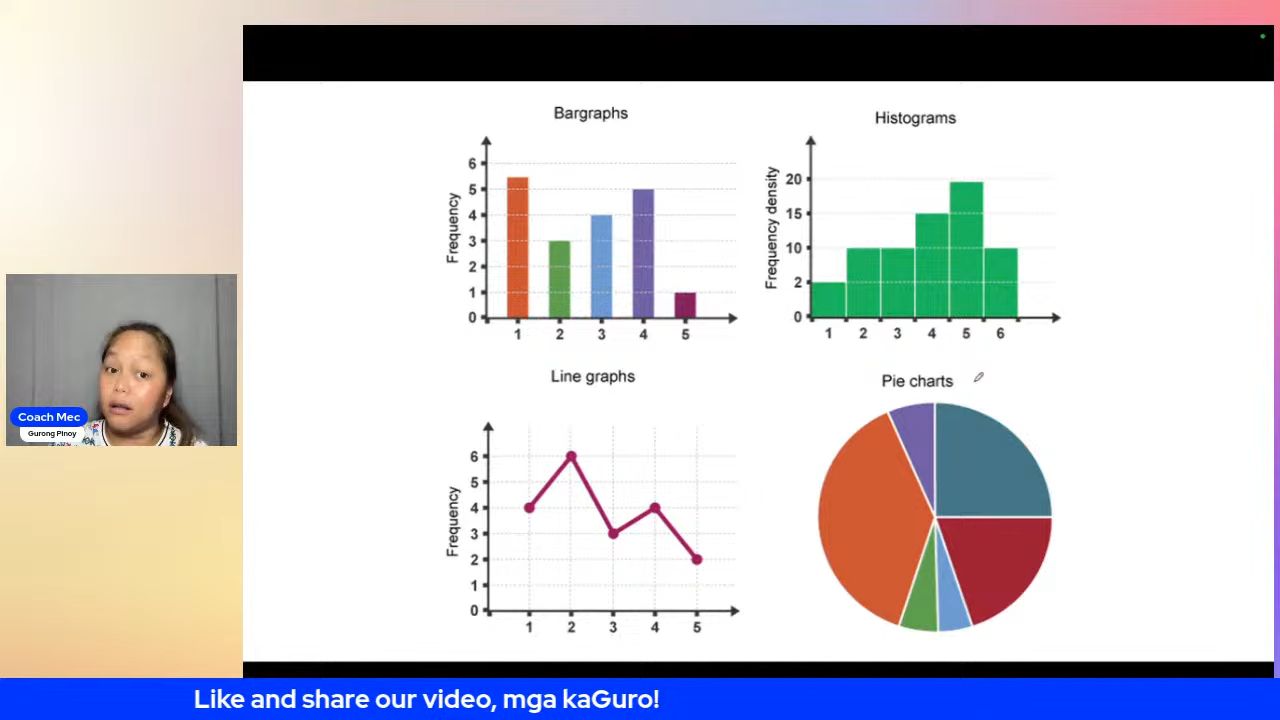 Bargraphs
Frequency
6
5
4
3
2
1
0
1 2 3 4 5
Histograms
Frequency density
20
15
10
2
0
1 2 3 4 5 6
Line graphs
Frequency
6
5
4
3
2
1
0
1 2 3 4 5
Pie charts
Coach Mec
Gurong Pinoy
Like and share our video, mga kaGuro!